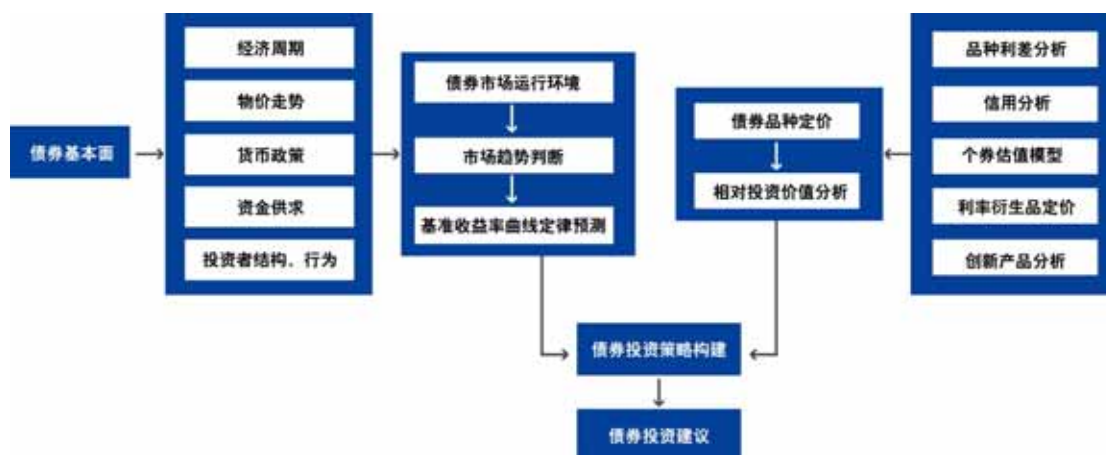 债券基本面
经济周期
物价走势
货币政策
资金供求
投资者结构、行为
债券市场运行环境
市场趋势判断
基准收益率曲线定律预测
债券品种定价
相对投资价值分析
品种利差分析
信用分析
个券估值模型
利率衍生品定价
创新产品分析
债券投资策略构建
债券投资建议